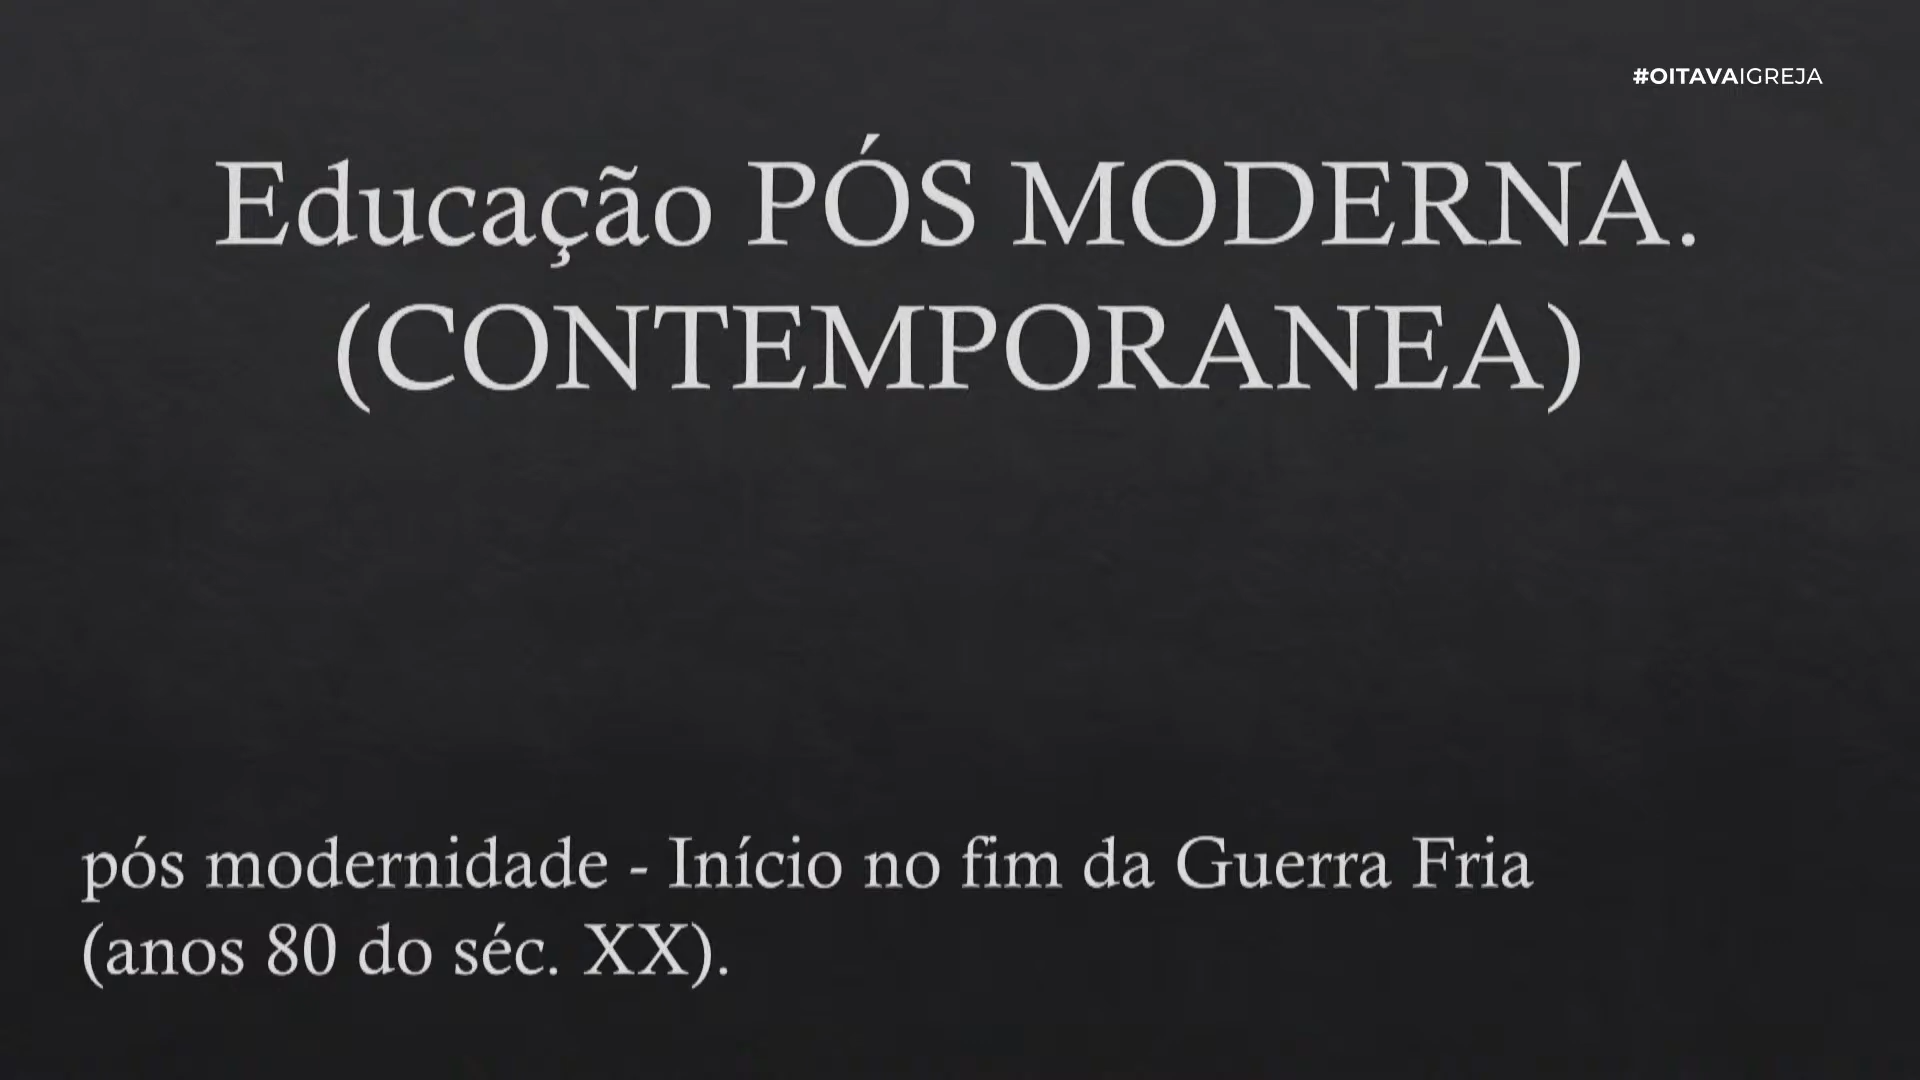 #OITAVAIGREJA
Educação PÓS MODERNA.
(CONTEMPORANEA)
pós modernidade - Início no fim da Guerra Fria
(anos 80 do séc. XX).